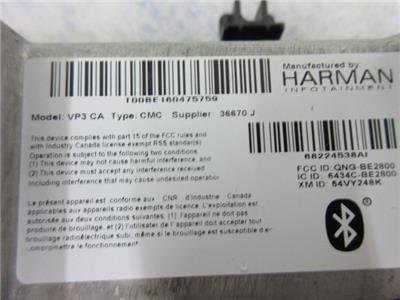 T00BE160475759
Manufactured by
HARMAN
INFOTAINMENT
Model: VP3 CA Type: CMC Supplier: 36670 J
This device complies with part 15 of the FCC rules and
with Industry Canada license exempt RSS standard(s)
Operation is subject to the following two conditions
(1) This device may not cause harmful interference, and
(2) This device must accept any interference
including interference that may cause undesired operation
68224538AI
FCC ID: QNG-BE2800
IC ID: 6434C-BE2800
XM ID: 54VY248K
Le présent appareil est conforme aux CNR d'Industrie Canada
applicables aux appareils radio exempts de licence. L'exploitation est
autorisée aux deux conditions suivantes: (1) l'appareil ne doit pas
produire de brouillage, et (2) l'utilisateur de l' appareil doit accepter tout
brouillage radioélectrique subi, même si le brouillage est susceptible d
compromettre le fonctionnement.